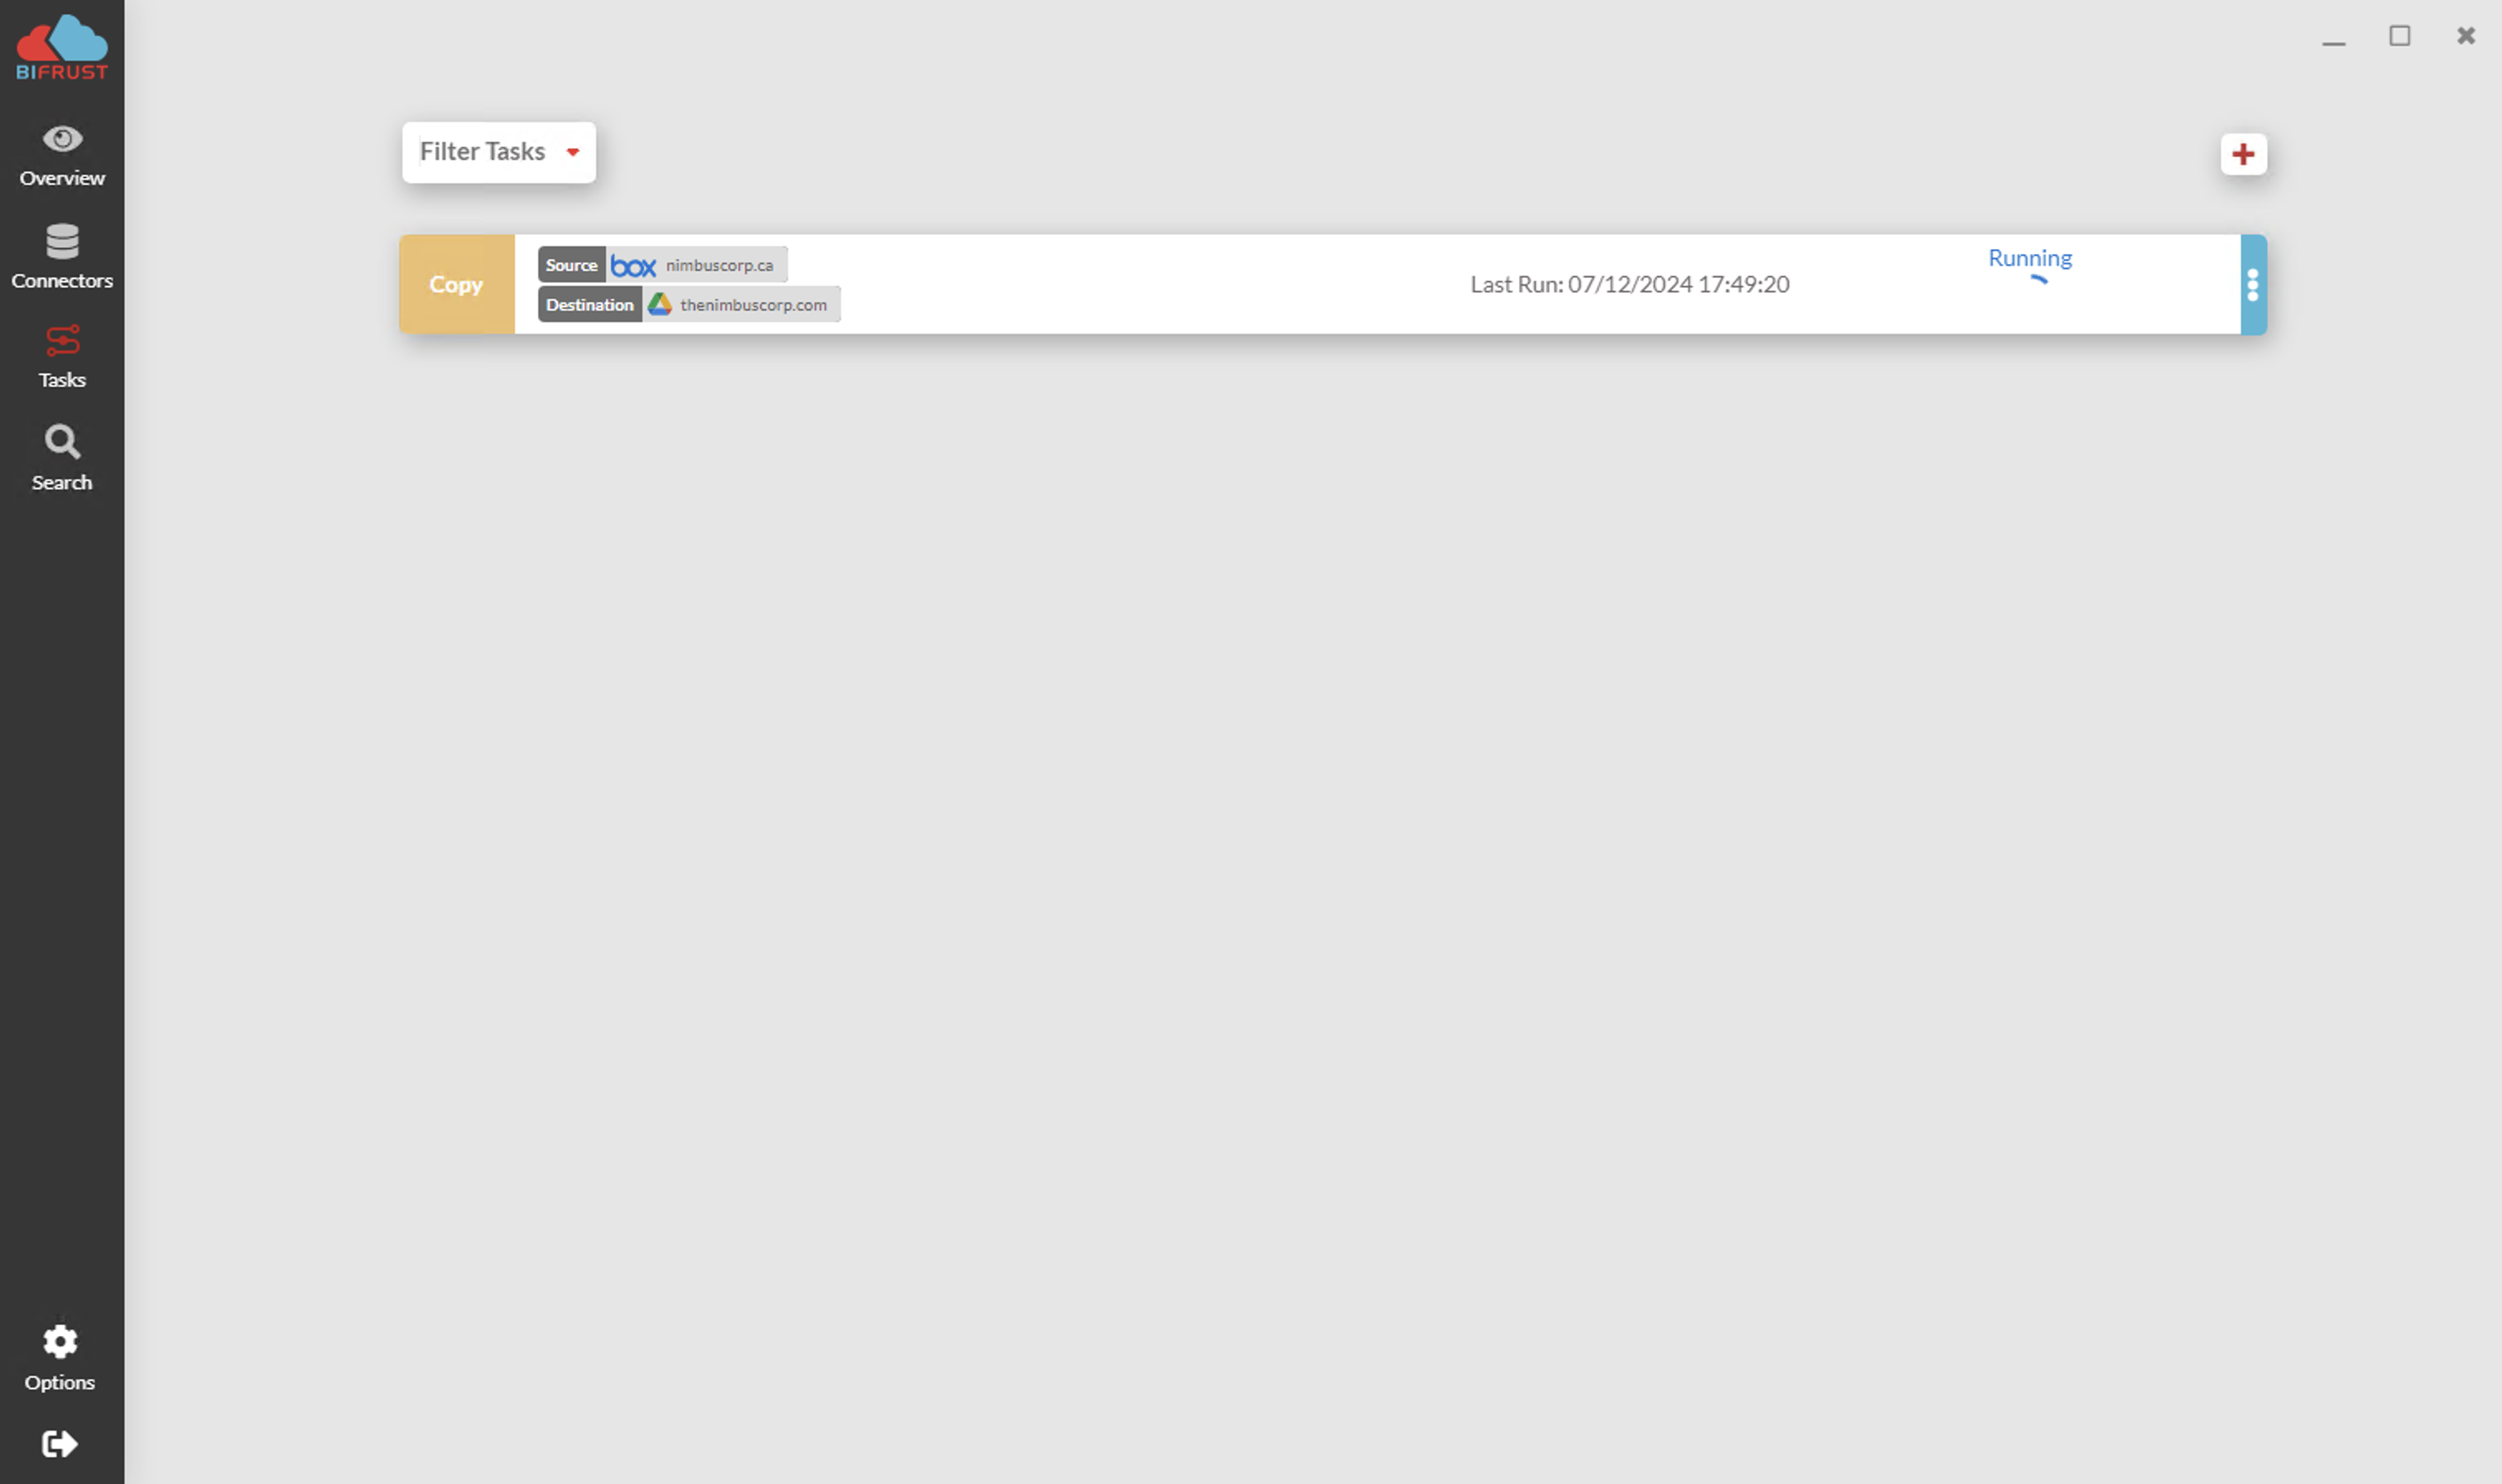 BIFRUST
Overview
Connectors
Tasks
Search
Options
Filter Tasks
Copy
Source box nimbuscorp.ca
Destination thenimbuscorp.com
Last Run: 07/12/2024 17:49:20
Running